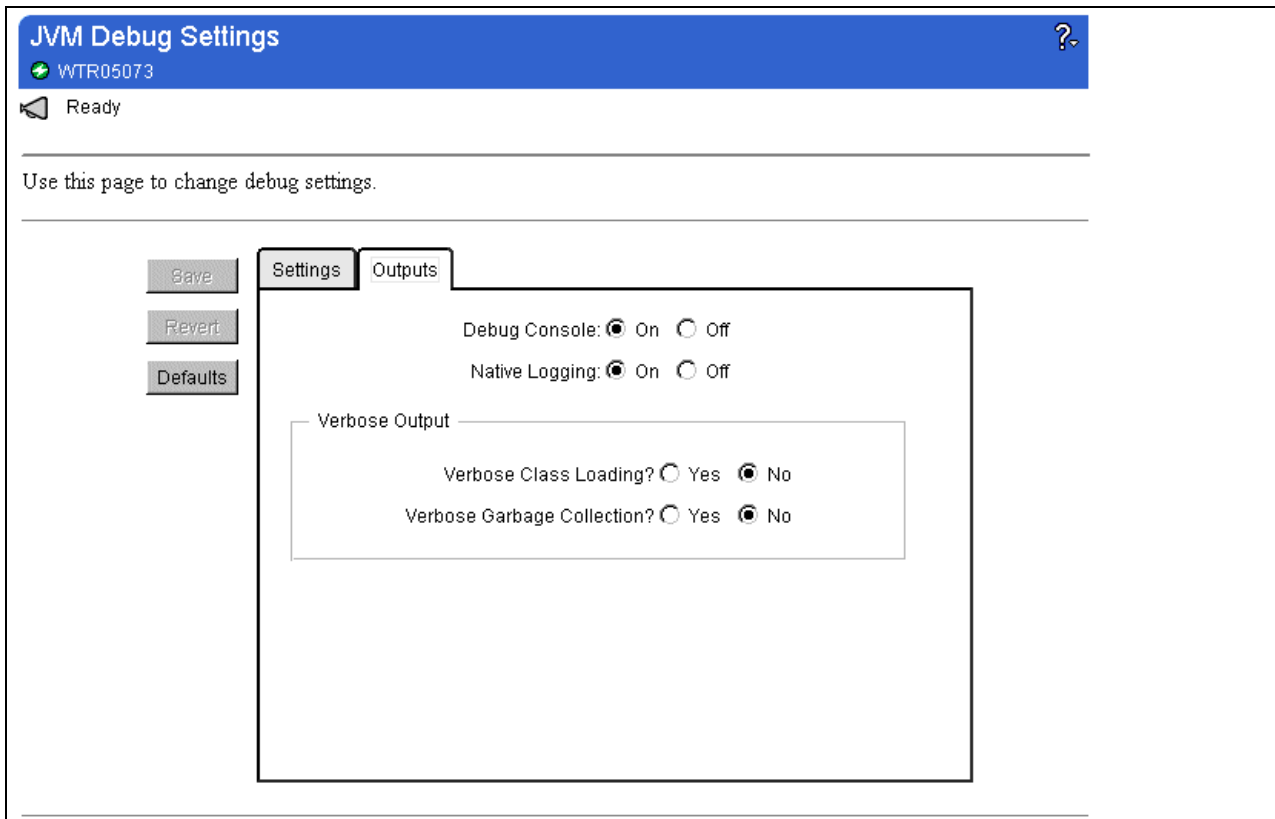 JVM Debug Settings
?
WTR05073
Ready
Use this page to change debug settings.
Save
Revert
Defaults
Settings Outputs
Debug Console: On Off
Native Logging: On Off
Verbose Output
Verbose Class Loading? Yes No
Verbose Garbage Collection? Yes No